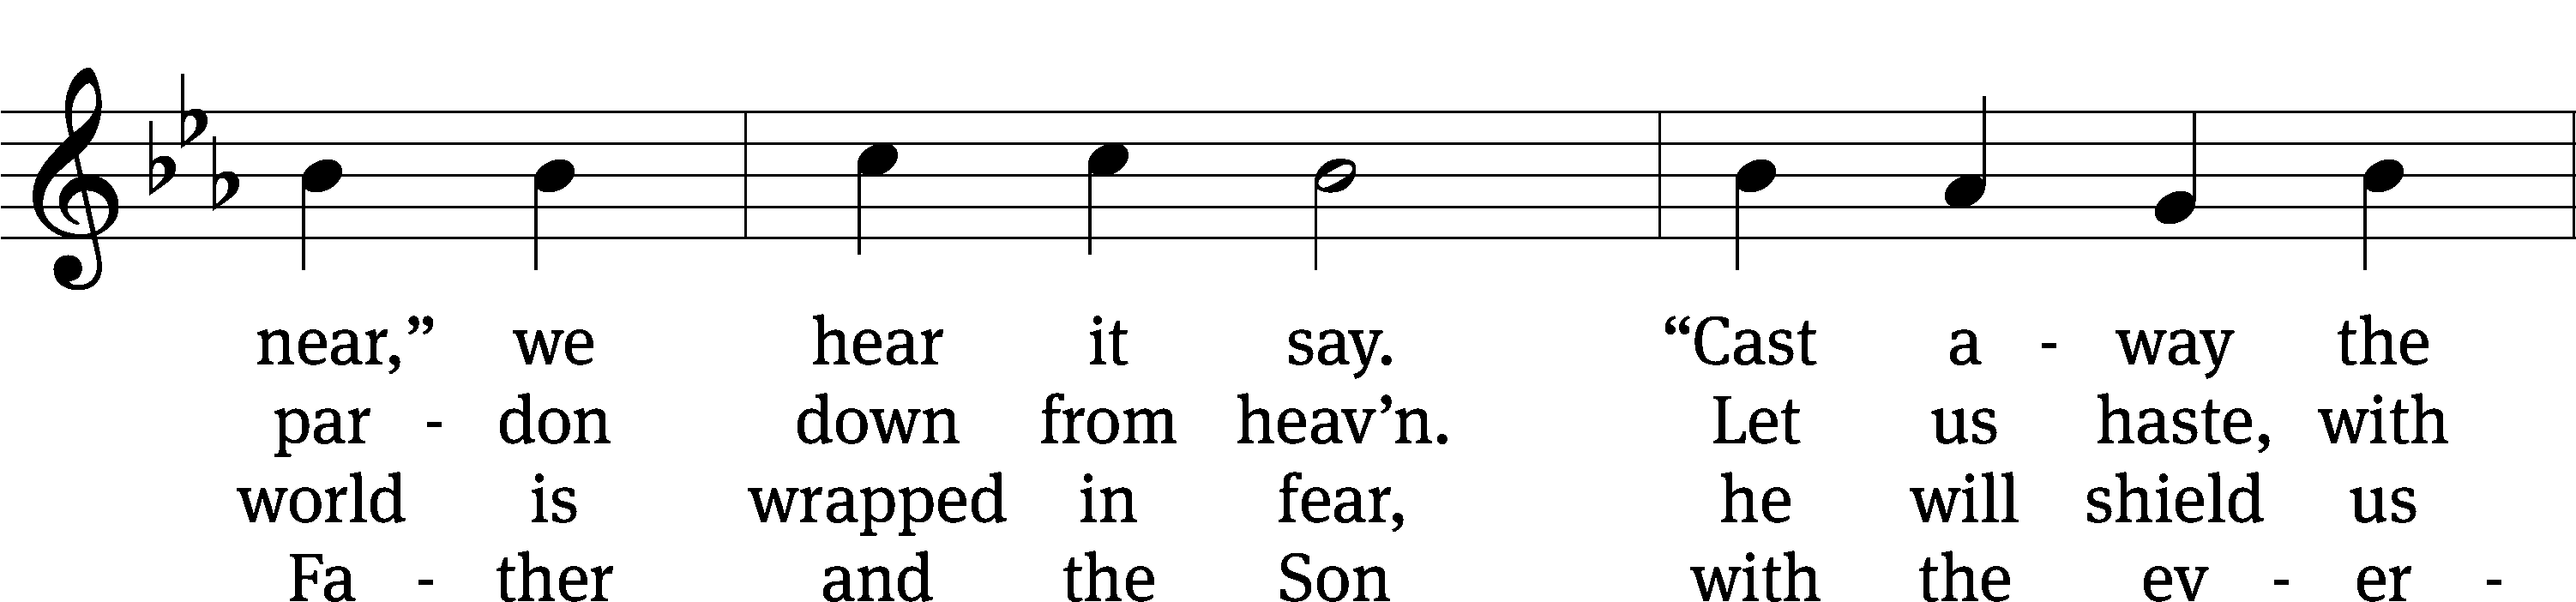 near,” we hear it say. “Cast a - way the
par - don down from heav’n. Let us haste, with
world is wrapped in fear, he will shield us
Fa - ther and the Son with the ev - er -